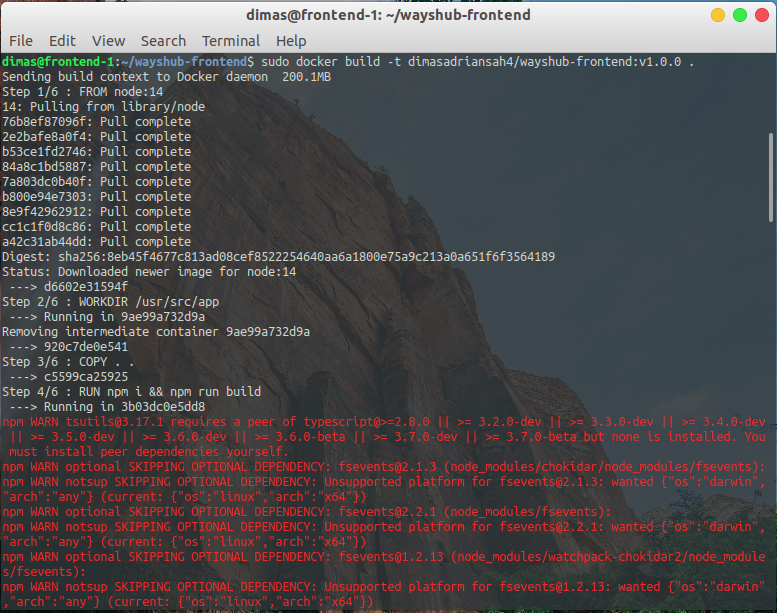 dimas@frontend-1: ~/wayshub-frontend
File Edit View Search Terminal Help
dimas@frontend-1:~/wayshub-frontend$ sudo docker build -t dimasadriansah4/wayshub-frontend:v1.0.0 .
Sending build context to Docker daemon  200.1MB
Step 1/6 : FROM node:14
14: Pulling from library/node
76b8ef87096f: Pull complete
2e2bafe8a0f4: Pull complete
b53ce1fd2746: Pull complete
84a8c1bd5887: Pull complete
7a803dc0b40f: Pull complete
b800e94e7303: Pull complete
8e9f42962912: Pull complete
cc1c1f0d8c86: Pull complete
a42c31ab44dd: Pull complete
Digest: sha256:8eb45f4677c813ad08cef8522254640aa6a1800e75a9c213a0a651f6f3564189
Status: Downloaded newer image for node:14
 ---> d6602e31594f
Step 2/6 : WORKDIR /usr/src/app
 ---> Running in 9ae99a732d9a
Removing intermediate container 9ae99a732d9a
 ---> 920c7de0e541
Step 3/6 : COPY . .
 ---> c5599ca25925
Step 4/6 : RUN npm i && npm run build
 ---> Running in 3b03dc0e5dd8
npm WARN tsutils@3.17.1 requires a peer of typescript@>=2.8.0 || >= 3.2.0-dev || >= 3.3.0-dev || >= 3.4.0-dev
 || >= 3.5.0-dev || >= 3.6.0-dev || >= 3.6.0-beta || >= 3.7.0-dev || >= 3.7.0-beta but none is installed. You
 must install peer dependencies yourself.
npm WARN optional SKIPPING OPTIONAL DEPENDENCY: fsevents@2.1.3 (node_modules/chokidar/node_modules/fsevents):
npm WARN notsup SKIPPING OPTIONAL DEPENDENCY: Unsupported platform for fsevents@2.1.3: wanted {"os":"darwin",
"arch":"any"} (current: {"os":"linux","arch":"x64"})
npm WARN optional SKIPPING OPTIONAL DEPENDENCY: fsevents@2.2.1 (node_modules/fsevents):
npm WARN notsup SKIPPING OPTIONAL DEPENDENCY: Unsupported platform for fsevents@2.2.1: wanted {"os":"darwin",
"arch":"any"} (current: {"os":"linux","arch":"x64"})
npm WARN optional SKIPPING OPTIONAL DEPENDENCY: fsevents@1.2.13 (node_modules/watchpack-chokidar2/node_module
s/fsevents):
npm WARN notsup SKIPPING OPTIONAL DEPENDENCY: Unsupported platform for fsevents@1.2.13: wanted {"os":"darwin"
,"arch":"any"} (current: {"os":"linux","arch":"x64"})